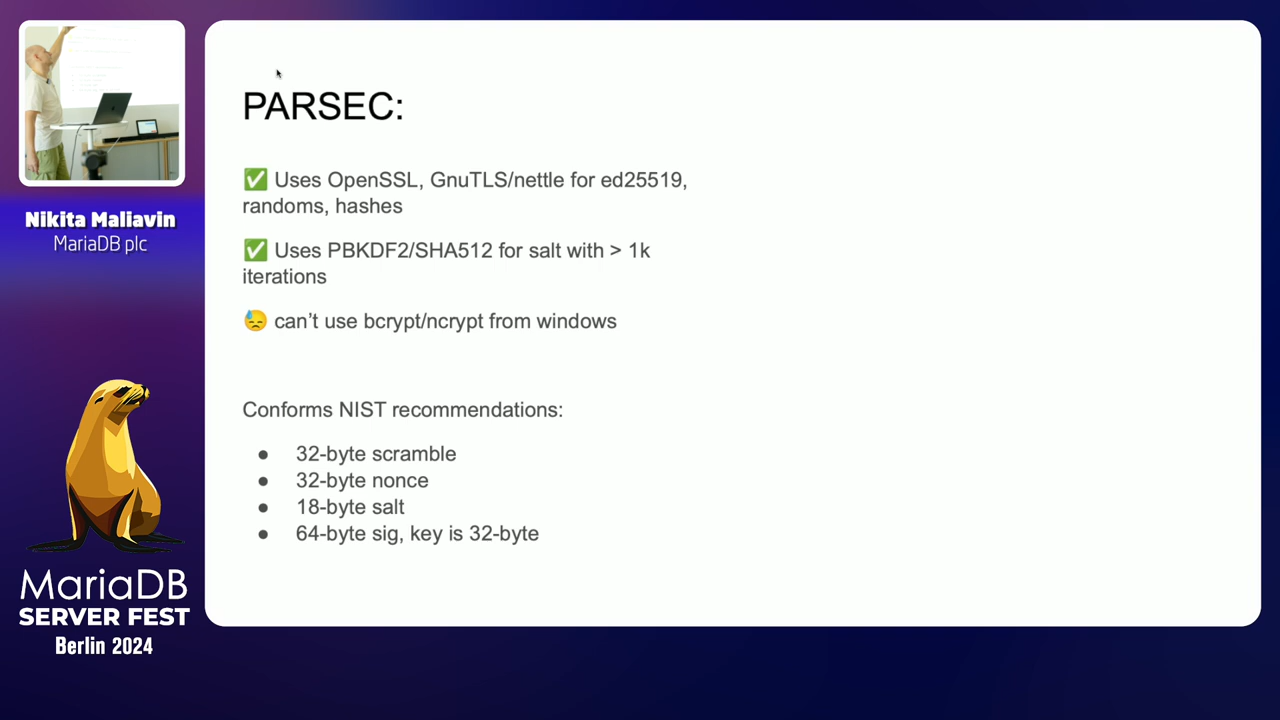 PARSEC:
✅ Uses OpenSSL, GnuTLS/nettle for ed25519,
randoms, hashes
✅ Uses PBKDF2/SHA512 for salt with > 1k
iterations
😓 can’t use bcrypt/ncrypt from windows
Conforms NIST recommendations:
● 32-byte scramble
● 32-byte nonce
● 18-byte salt
● 64-byte sig, key is 32-byte
Nikita Maliavin
MariaDB plc
MariaDB
SERVER FEST
Berlin 2024